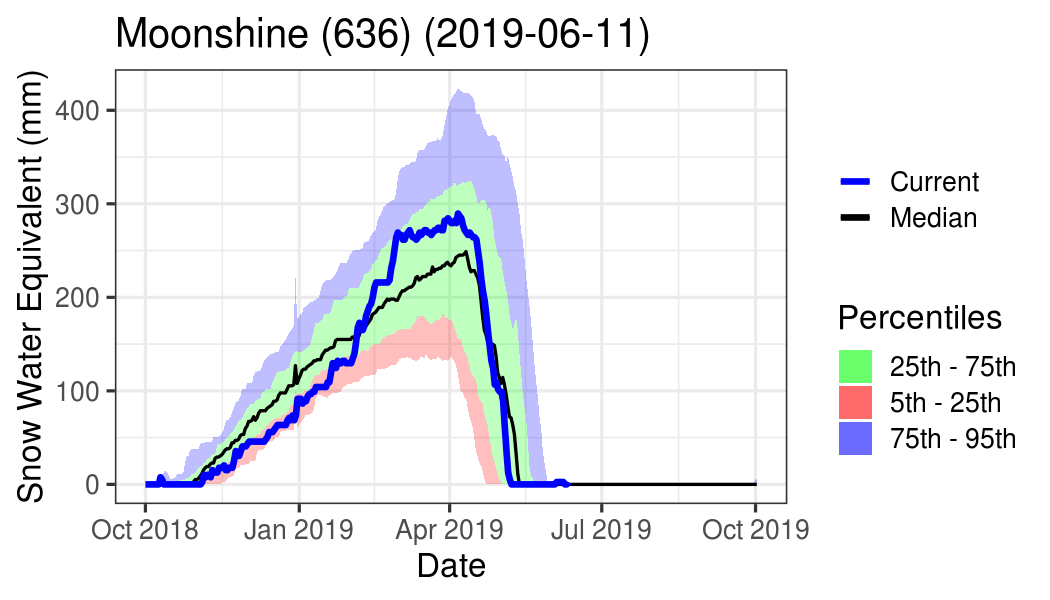 Moonshine (636) (2019-06-11)
Snow Water Equivalent (mm)
400
300
200
100
0
Oct 2018 Jan 2019 Apr 2019 Jul 2019 Oct 2019
Date
Current
Median
Percentiles
25th - 75th
5th - 25th
75th - 95th